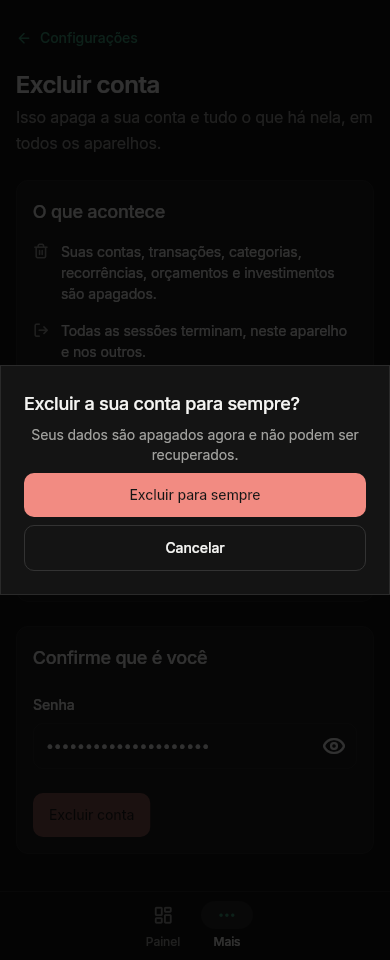 Configurações
Excluir conta
Isso apaga a sua conta e tudo o que há nela, em
todos os aparelhos.
O que acontece
Suas contas, transações, categorias,
recorrências, orçamentos e investimentos
são apagados.
Todas as sessões terminam, neste aparelho
e nos outros.
Excluir a sua conta para sempre?
Seus dados são apagados agora e não podem ser
recuperados.
Excluir para sempre
Cancelar
Confirme que é você
Senha
Excluir conta
Painel
Mais